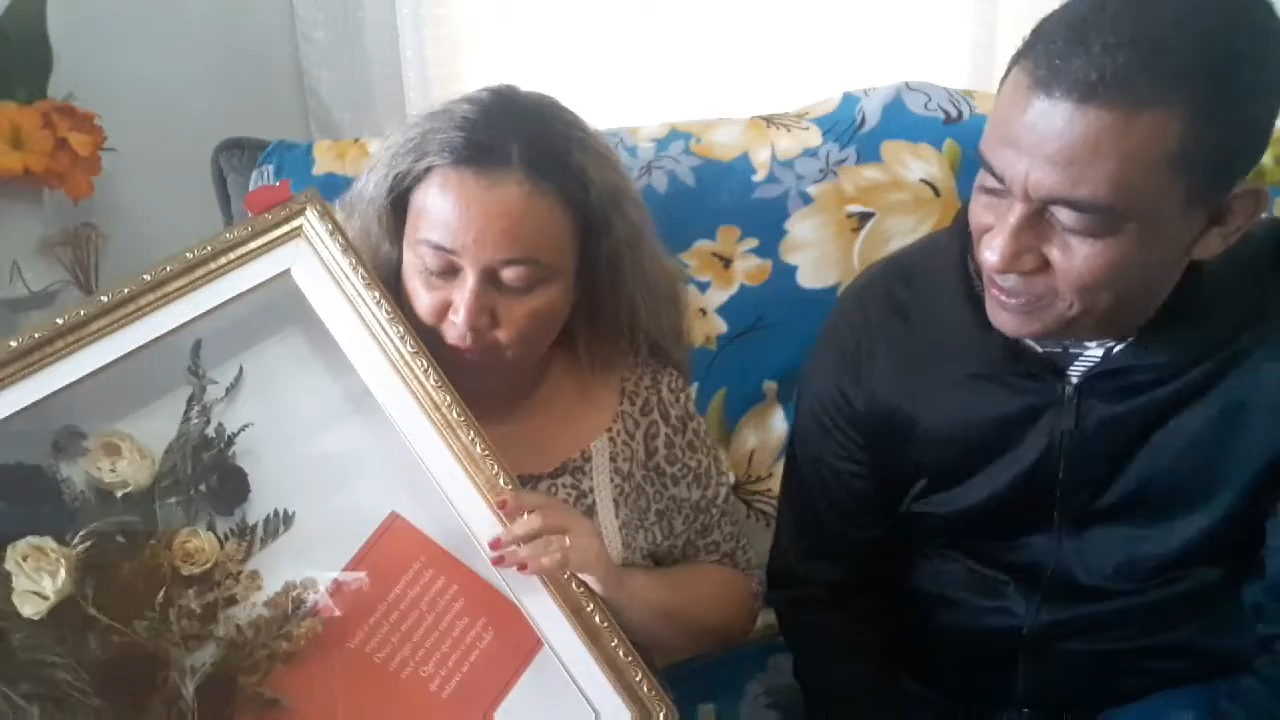 Você é muito importante e
especial em minha vida.
Deus foi muito generoso
comigo quando colocou
você em meu caminho
Quero que saiba
que te amo e sempre
estarei ao seu lado!